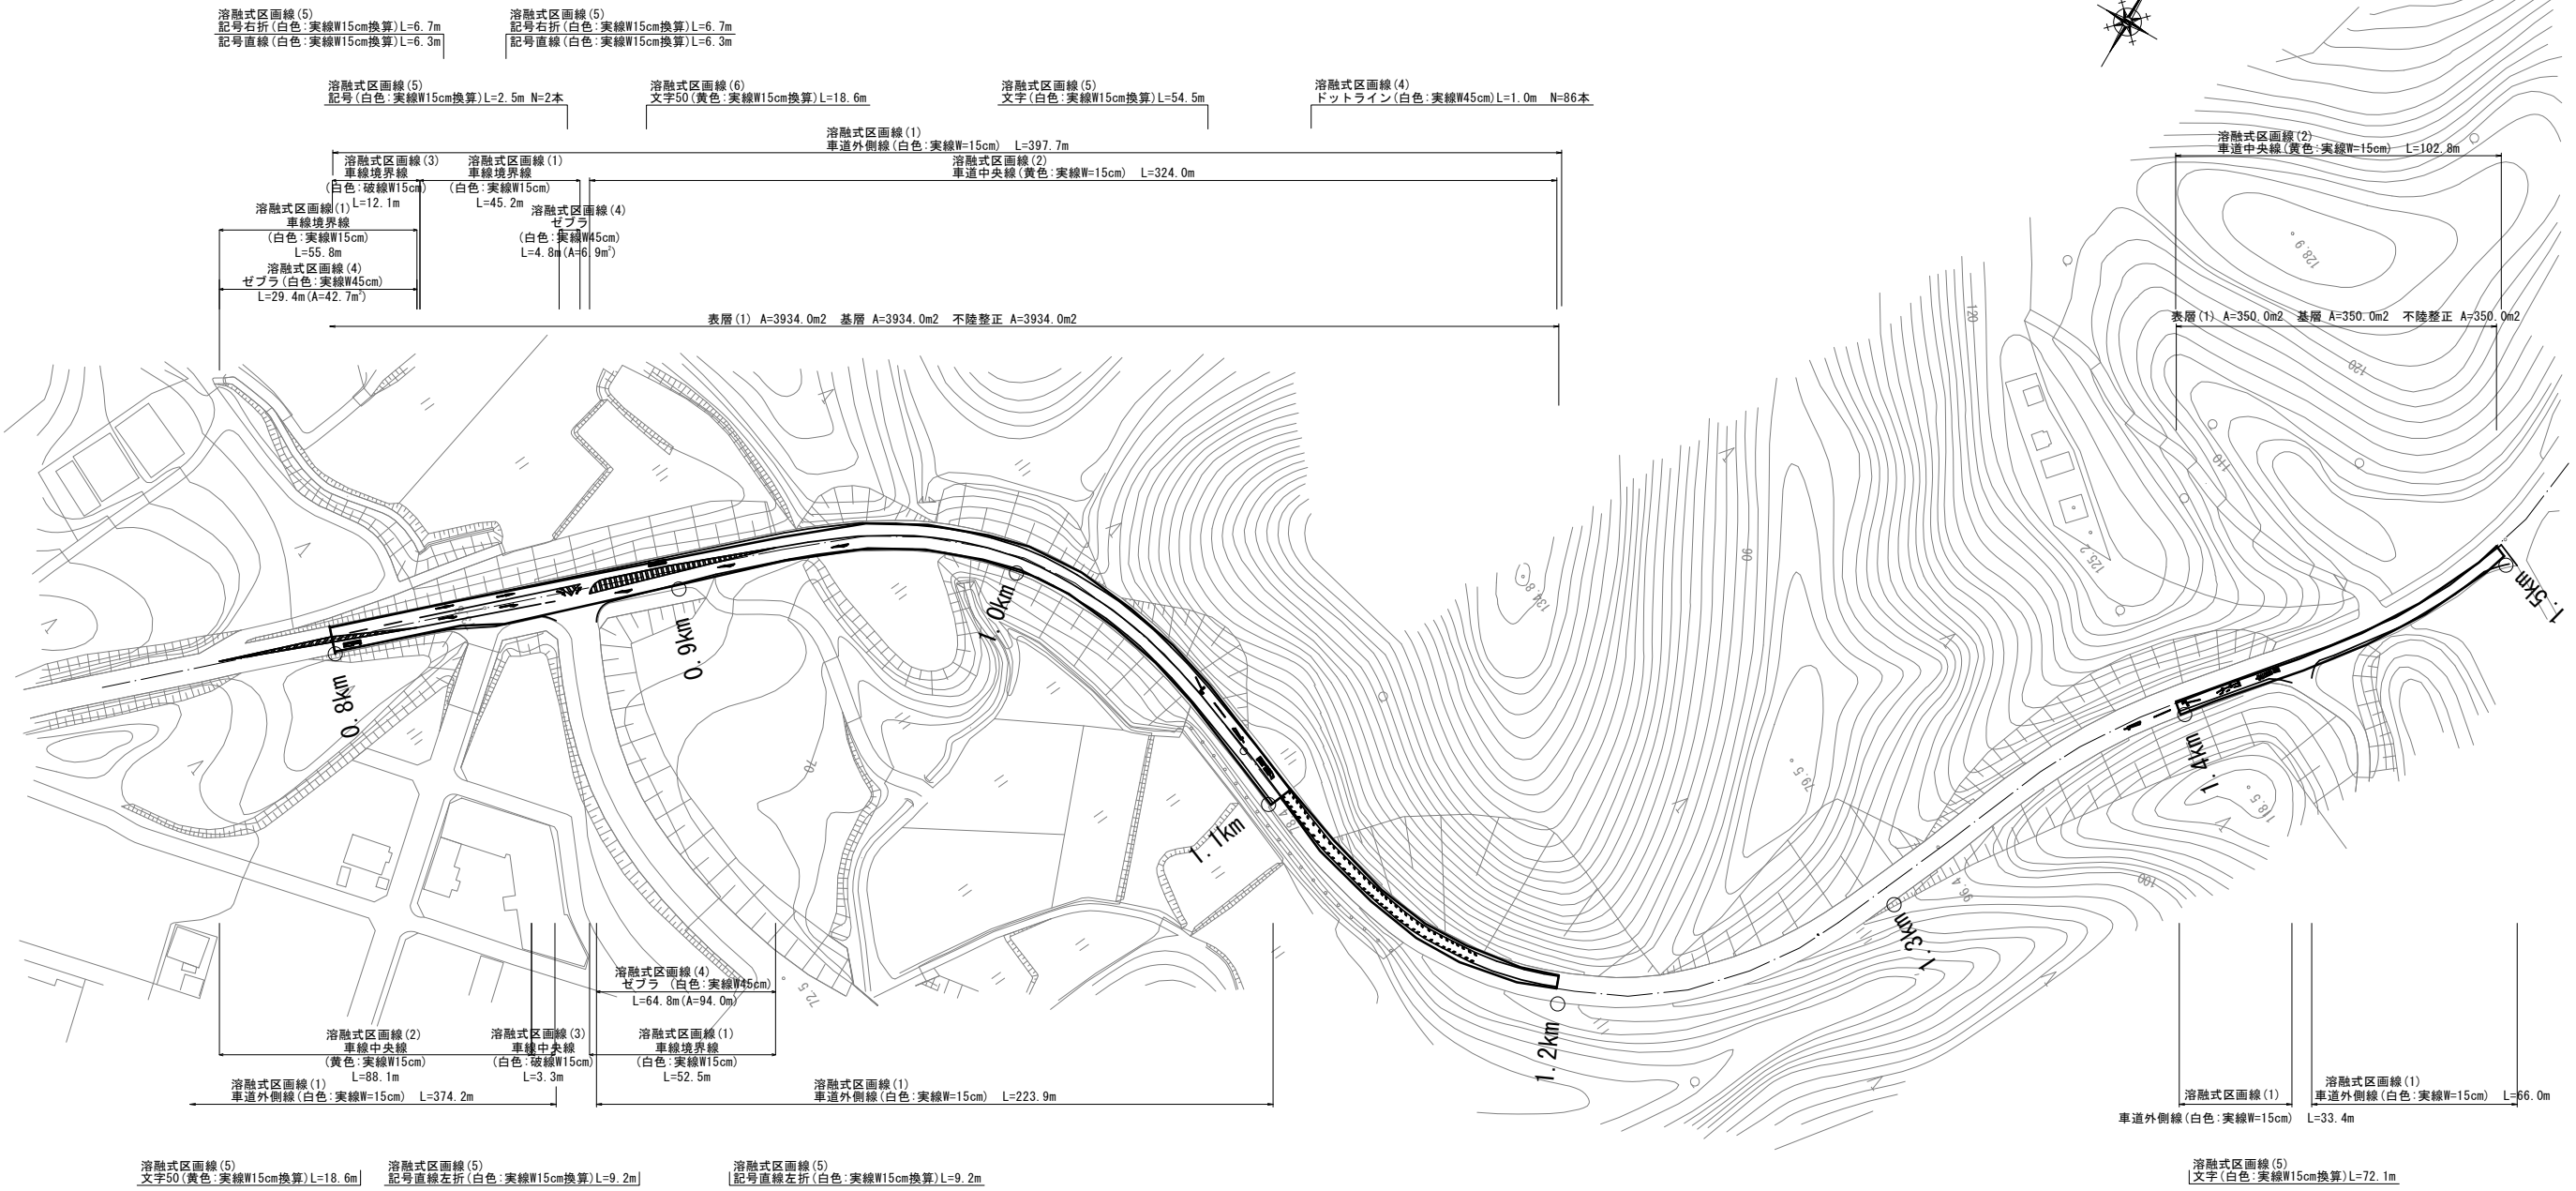 溶融式区画線(5)
記号右折(白色:実線W15cm換算)L=6.7m
記号直線(白色:実線W15cm換算)L=6.3m
溶融式区画線(5)
記号右折(白色:実線W15cm換算)L=6.7m
記号直線(白色:実線W15cm換算)L=6.3m
溶融式区画線(5)
記号(白色:実線W15cm換算)L=2.5m N=2本
溶融式区画線(6)
文字50(黄色:実線W15cm換算)L=18.6m
溶融式区画線(5)
文字(白色:実線W15cm換算)L=54.5m
溶融式区画線(4)
ドットライン(白色:実線W45cm)L=1.0m N=86本
溶融式区画線(1)
車道外側線(白色:実線W=15cm) L=397.7m
溶融式区画線(2)
車道中央線(黄色:実線W=15cm) L=102.8m
溶融式区画線(3)
車線境界線
(白色:破線W15cm)
L=12.1m
溶融式区画線(1)
車線境界線
(白色:実線W15cm)
L=45.2m
溶融式区画線(2)
車道中央線(黄色:実線W=15cm) L=324.0m
溶融式区画線(1)
車線境界線
(白色:実線W15cm)
L=55.8m
溶融式区画線(4)
ゼブラ
(白色:実線W45cm)
L=4.8m(A=6.9m²)
溶融式区画線(4)
ゼブラ(白色:実線W45cm)
L=29.4m(A=42.7m²)
表層(1) A=3934.0m2 基層 A=3934.0m2 不陸整正 A=3934.0m2
表層(1) A=350.0m2 基層 A=350.0m2 不陸整正 A=350.0m2
128.9
120
120
110
90
125.2
134.8
79.5
70
72.5
78.4
96.4
100
118.5
0.8km
0.9km
1.0km
1.1km
1.2km
1.3km
1.4km
1.5km
溶融式区画線(4)
ゼブラ (白色:実線W45cm)
L=64.8m(A=94.0m)
溶融式区画線(2)
車線中央線
(黄色:実線W15cm)
L=88.1m
溶融式区画線(3)
車線中央線
(白色:破線W15cm)
L=3.3m
溶融式区画線(1)
車線境界線
(白色:実線W15cm)
L=52.5m
溶融式区画線(1)
車道外側線(白色:実線W=15cm) L=374.2m
溶融式区画線(1)
車道外側線(白色:実線W=15cm) L=223.9m
溶融式区画線(1)
車道外側線(白色:実線W=15cm) L=33.4m
溶融式区画線(1)
車道外側線(白色:実線W=15cm) L=66.0m
溶融式区画線(5)
文字50(黄色:実線W15cm換算)L=18.6m
溶融式区画線(5)
記号直線左折(白色:実線W15cm換算)L=9.2m
溶融式区画線(5)
記号直線左折(白色:実線W15cm換算)L=9.2m
溶融式区画線(5)
文字(白色:実線W15cm換算)L=72.1m